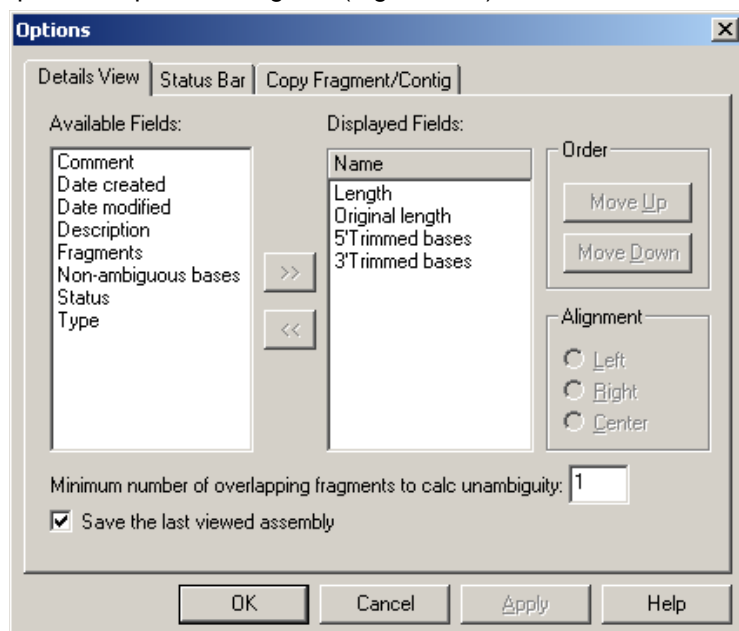 Options
Details View
Status Bar
Copy Fragment/Contig
Available Fields:
Comment
Date created
Date modified
Description
Fragments
Non-ambiguous bases
Status
Type
>>
<<
Displayed Fields:
Name
Length
Original length
5'Trimmed bases
3'Trimmed bases
Order
Move Up
Move Down
Alignment
Left
Right
Center
Minimum number of overlapping fragments to calc unambiguity: 1
Save the last viewed assembly
OK
Cancel
Apply
Help